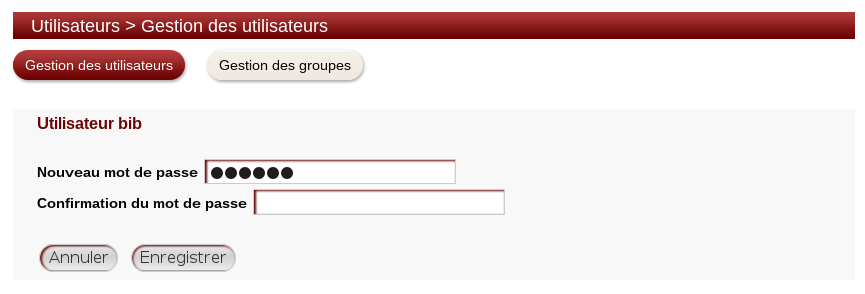 Utilisateurs > Gestion des utilisateurs
Gestion des utilisateurs Gestion des groupes
Utilisateur bib
Nouveau mot de passe ●●●●●●
Confirmation du mot de passe
Annuler Enregistrer